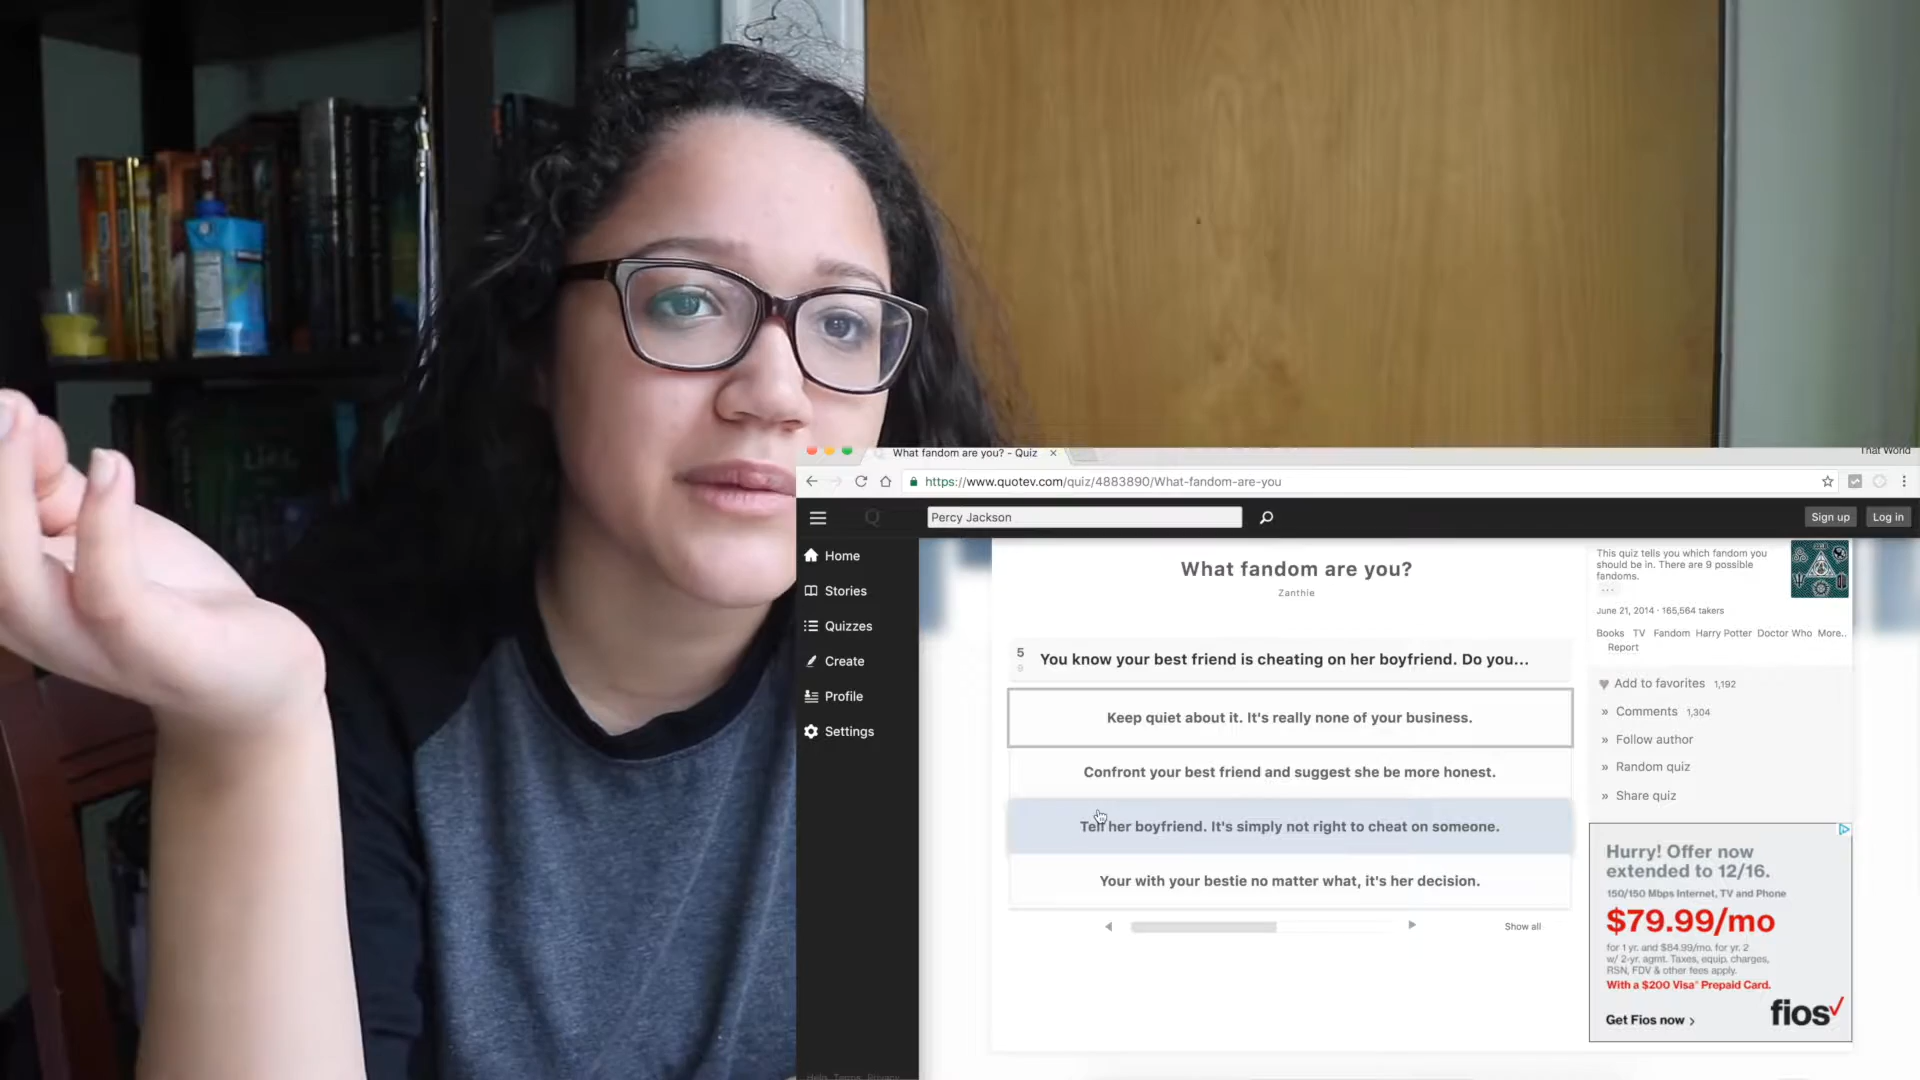 What fandom are you? - Quiz
That World
https://www.quotev.com/quiz/4883890/What-fandom-are-you
Q
Percy Jackson
Sign up
Log in
Home
Stories
Quizzes
Create
Profile
Settings
What fandom are you?
Zanthie
5
9
You know your best friend is cheating on her boyfriend. Do you...
Keep quiet about it. It's really none of your business.
Confront your best friend and suggest she be more honest.
Tell her boyfriend. It's simply not right to cheat on someone.
Your with your bestie no matter what, it's her decision.
Show all
This quiz tells you which fandom you
should be in. There are 9 possible
fandoms.
...
June 21, 2014 · 165,564 takers
Books TV Fandom Harry Potter Doctor Who More..
Report
Add to favorites 1,192
» Comments 1,304
» Follow author
» Random quiz
» Share quiz
Hurry! Offer now
extended to 12/16.
150/150 Mbps Internet, TV and Phone
$79.99/mo
for 1 yr. and $84.99/mo. for yr. 2
w/ 2-yr. agmt. Taxes, equip. charges,
RSN, FDV & other fees apply.
With a $200 Visa® Prepaid Card.
Get Fios now >
fios✓
Help Terms Privacy